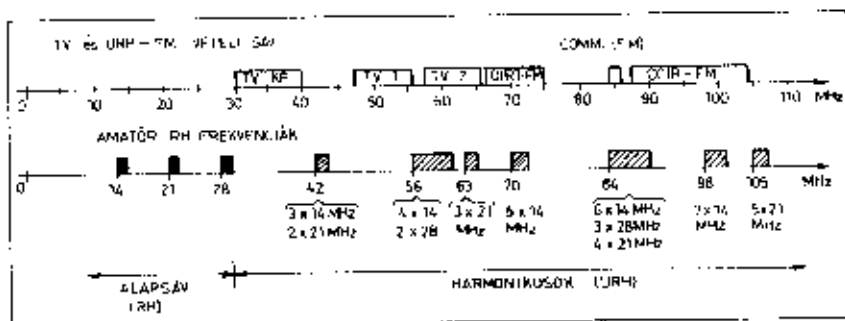 TV és URH – FM VÉTELI SÁV COMM. (FM)
TV KF TV 1 TV 2 OIRT-FM CCIR – FM
0 10 20 30 40 50 60 70 80 90 100 110 MHz
AMATŐR RH FREKVENCIÁK
0 14 21 28 42 56 63 70 84 98 105 MHz
3 x 14 MHz 4 x 14 3 x 21 5 x 14 6 x 14 MHz 7 x 14 5 x 21
2 x 21 MHz 2 x 28 MHz MHz 3 x 28 MHz MHz MHz
4 x 21 MHz
ALAPSÁV HARMONIKUSOK (URH)
(RH)